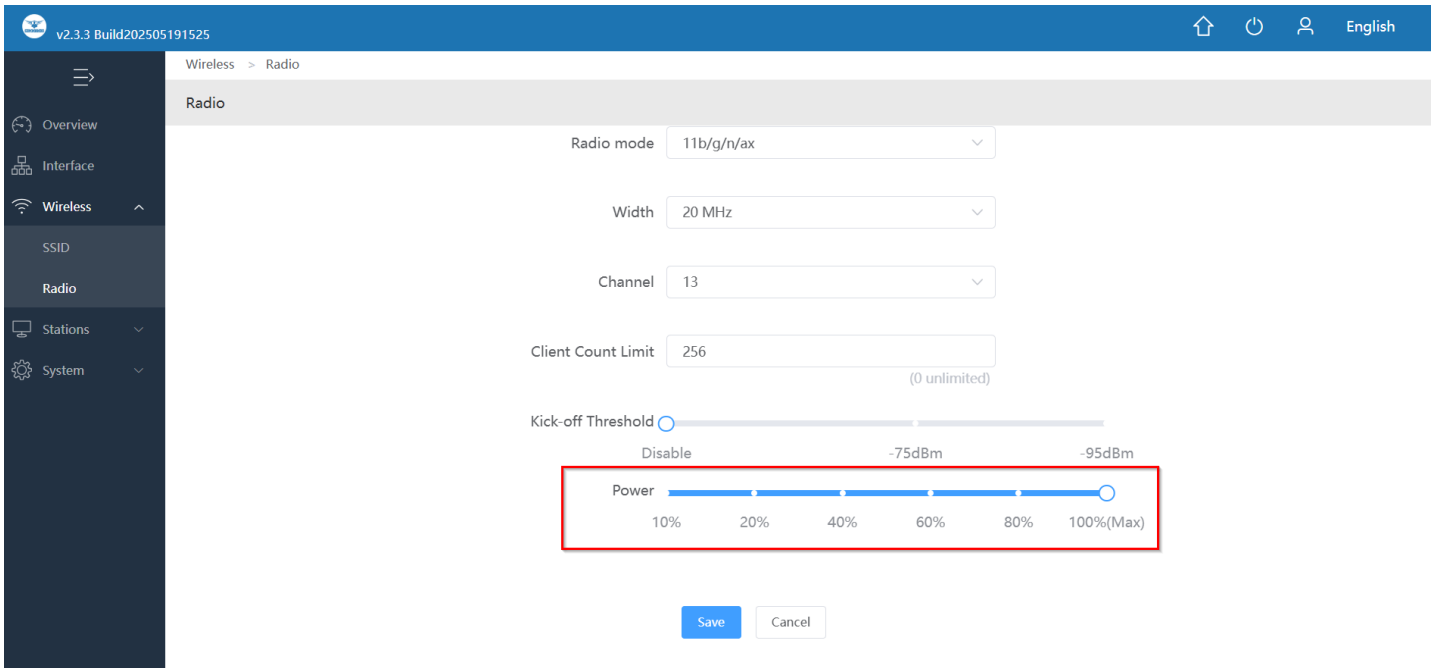 v2.3.3 Build202505191525
English
Wireless > Radio
Radio
Overview
Interface
Wireless
SSID
Radio
Stations
System
Radio mode 11b/g/n/ax
Width 20 MHz
Channel 13
Client Count Limit 256
(0 unlimited)
Kick-off Threshold
Disable -75dBm -95dBm
Power
10% 20% 40% 60% 80% 100%(Max)
Save Cancel